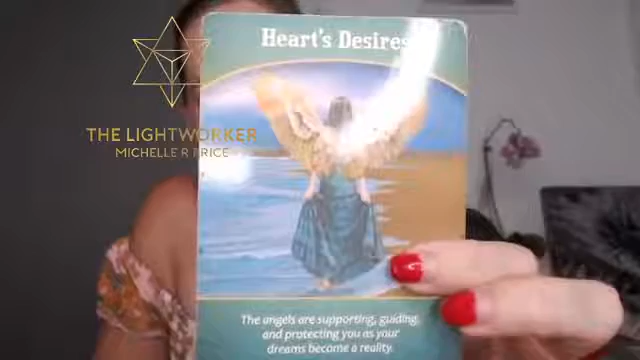 Heart's Desires
THE LIGHTWORKER
MICHELLE R PRICE
The angels are supporting, guiding,
and protecting you as your
dreams become a reality.